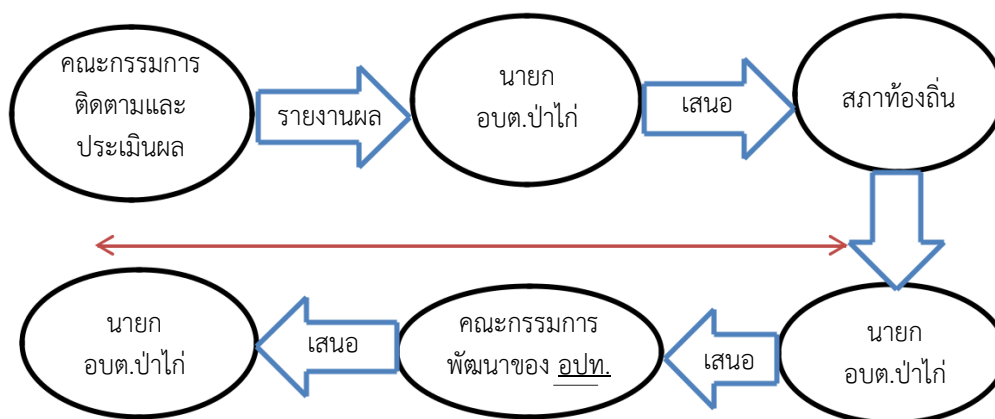 คณะกรรมการ
ติดตามและ
ประเมินผล
รายงานผล
นายก
อบต.ป่าไก่
เสนอ
สภาท้องถิ่น
นายก
อบต.ป่าไก่
เสนอ
คณะกรรมการ
พัฒนาของ อปท.
เสนอ
นายก
อบต.ป่าไก่